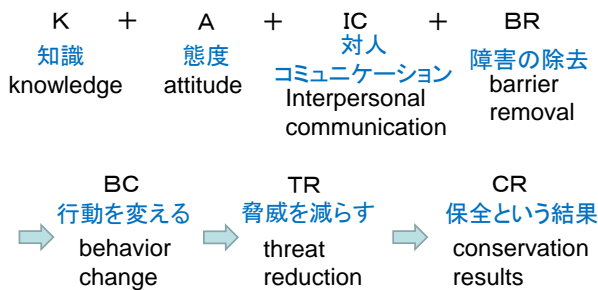 K + A + IC + BR
知識 態度 対人 障害の除去
コミュニケーション
knowledge attitude Interpersonal barrier
communication removal
BC TR CR
行動を変える 脅威を減らす 保全という結果
behavior threat conservation
change reduction results